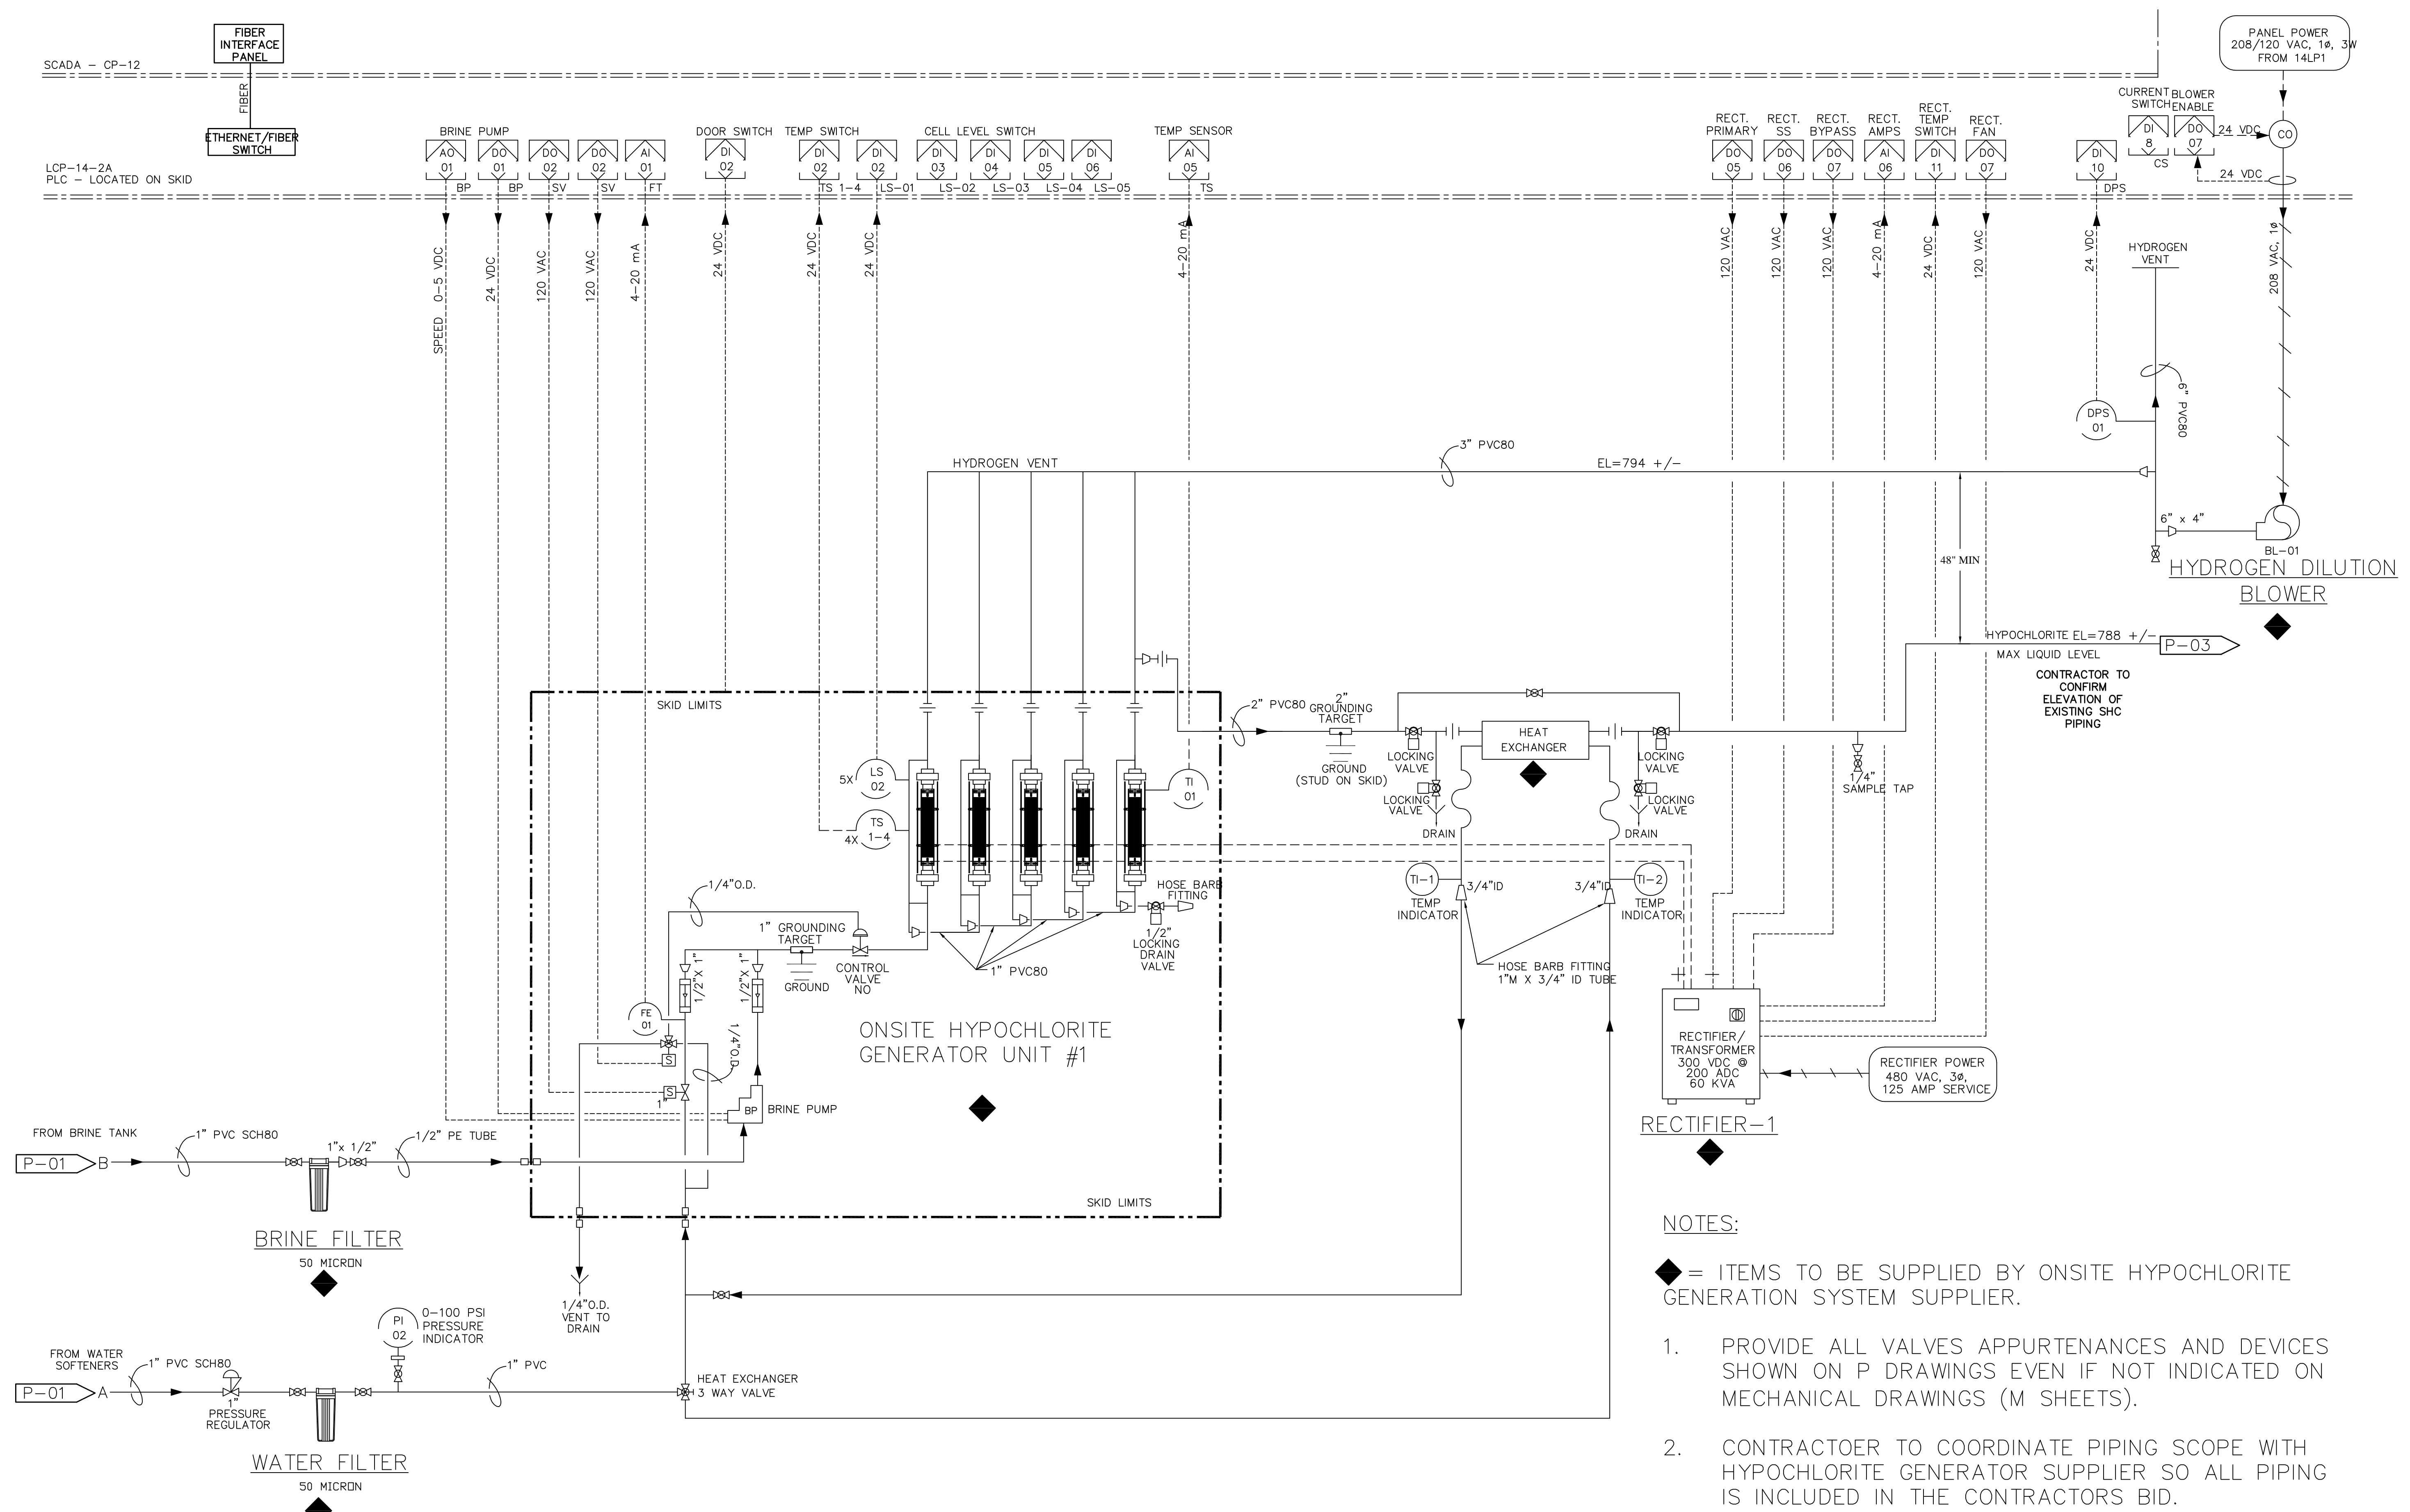 FIBER
INTERFACE
PANEL
SCADA - CP-12
FIBER
ETHERNET/FIBER
SWITCH
LCP-14-2A
PLC - LOCATED ON SKID
BRINE PUMP
AO
01
BP
DO
01
BP
DO
02
SV
DO
02
SV
AI
01
FT
DOOR SWITCH
DI
02
TEMP SWITCH
DI
02
TS 1-4
CELL LEVEL SWITCH
DI
02
LS-01
DI
03
LS-02
DI
04
LS-03
DI
05
LS-04
DI
06
LS-05
TEMP SENSOR
AI
05
TS
RECT.
PRIMARY
DO
05
RECT.
SS
DO
06
RECT.
BYPASS
DO
07
RECT.
AMPS
AI
06
RECT.
TEMP
SWITCH
DI
11
RECT.
FAN
DO
07
DI
10
DPS
CURRENT
SWITCH
DI
8
CS
BLOWER
ENABLE
DO
07
24 VDC
24 VDC
CO
PANEL POWER
208/120 VAC, 1ø, 3W
FROM 14LP1
SPEED 0-5 VDC
24 VDC
120 VAC
120 VAC
4-20 mA
24 VDC
24 VDC
24 VDC
4-20 mA
120 VAC
120 VAC
120 VAC
4-20 mA
24 VDC
120 VAC
24 VDC
208 VAC, 1ø
HYDROGEN
VENT
6" PVC80
DPS
01
HYDROGEN VENT
3" PVC80
EL=794 +/-
6" x 4"
BL-01
HYDROGEN DILUTION
BLOWER
48" MIN
HYPOCHLORITE EL=788 +/-
MAX LIQUID LEVEL
P-03
CONTRACTOR TO
CONFIRM
ELEVATION OF
EXISTING SHC
PIPING
SKID LIMITS
2" PVC80
2"
GROUNDING
TARGET
GROUND
(STUD ON SKID)
LOCKING
VALVE
LOCKING
VALVE
DRAIN
HEAT
EXCHANGER
LOCKING
VALVE
LOCKING
VALVE
DRAIN
1/4"
SAMPLE TAP
5X
LS
02
4X
TS
1-4
TI
01
TI-1
TEMP
INDICATOR
3/4"ID
3/4"ID
TI-2
TEMP
INDICATOR
HOSE BARB
FITTING
1/2"
LOCKING
DRAIN
VALVE
1/4"O.D.
1" GROUNDING
TARGET
GROUND
CONTROL
VALVE
NO
1" PVC80
HOSE BARB FITTING
1"M X 3/4" ID TUBE
1/2"X 1"
1/2"X 1"
FE
01
1/4"O.D.
S
S
1"
BP
BRINE PUMP
ONSITE HYPOCHLORITE
GENERATOR UNIT #1
RECTIFIER/
TRANSFORMER
300 VDC @
200 ADC
60 KVA
RECTIFIER POWER
480 VAC, 3ø,
125 AMP SERVICE
RECTIFIER-1
FROM BRINE TANK
P-01
B
1" PVC SCH80
1"x 1/2"
1/2" PE TUBE
BRINE FILTER
50 MICRON
SKID LIMITS
1/4"O.D.
VENT TO
DRAIN
PI
02
0-100 PSI
PRESSURE
INDICATOR
FROM WATER
SOFTENERS
P-01
A
1" PVC SCH80
1"
PRESSURE
REGULATOR
1" PVC
HEAT EXCHANGER
3 WAY VALVE
WATER FILTER
50 MICRON
NOTES:
= ITEMS TO BE SUPPLIED BY ONSITE HYPOCHLORITE
GENERATION SYSTEM SUPPLIER.
1. PROVIDE ALL VALVES APPURTENANCES AND DEVICES
SHOWN ON P DRAWINGS EVEN IF NOT INDICATED ON
MECHANICAL DRAWINGS (M SHEETS).
2. CONTRACTOER TO COORDINATE PIPING SCOPE WITH
HYPOCHLORITE GENERATOR SUPPLIER SO ALL PIPING
IS INCLUDED IN THE CONTRACTORS BID.